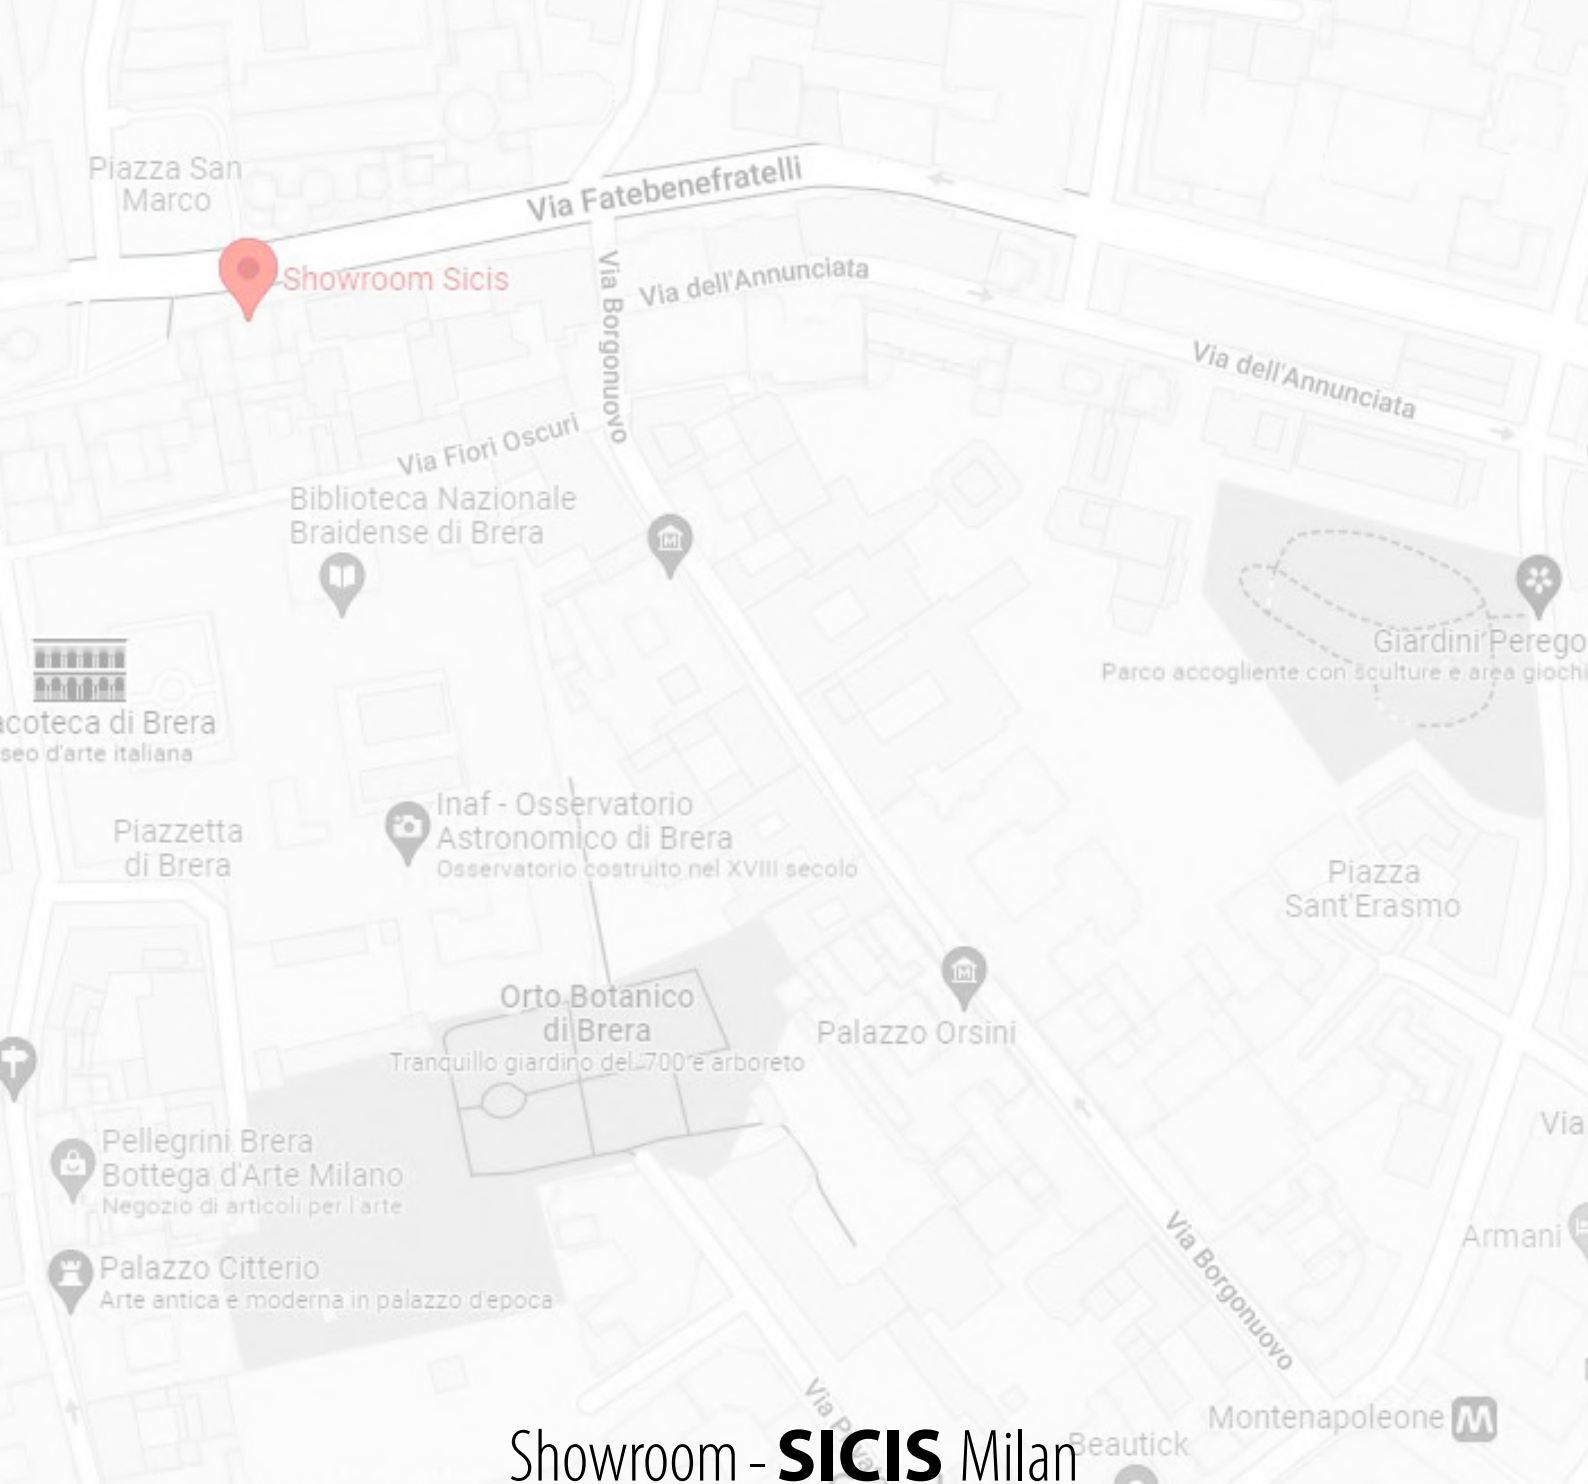 Piazza San
Marco
Via Fatebenefratelli
Showroom Sicis
Via Borgonuovo
Via dell'Annunciata
Via dell'Annunciata
Via Fiori Oscuri
Biblioteca Nazionale
Braidense di Brera
M
Giardini Perego
Parco accogliente con sculture e area giochi
acoteca di Brera
seo d'arte italiana
Inaf - Osservatorio
Astronomico di Brera
Osservatorio costruito nel XVIII secolo
Piazzetta
di Brera
Piazza
Sant'Erasmo
M
Orto Botanico
di Brera
Tranquillo giardino del '700 e arboreto
Palazzo Orsini
Via
Pellegrini Brera
Bottega d'Arte Milano
Negozio di articoli per l'arte
Armani
Via Borgonuovo
Palazzo Citterio
Arte antica e moderna in palazzo d'epoca
Via
Montenapoleone M
Beautick
Showroom - SICIS Milan